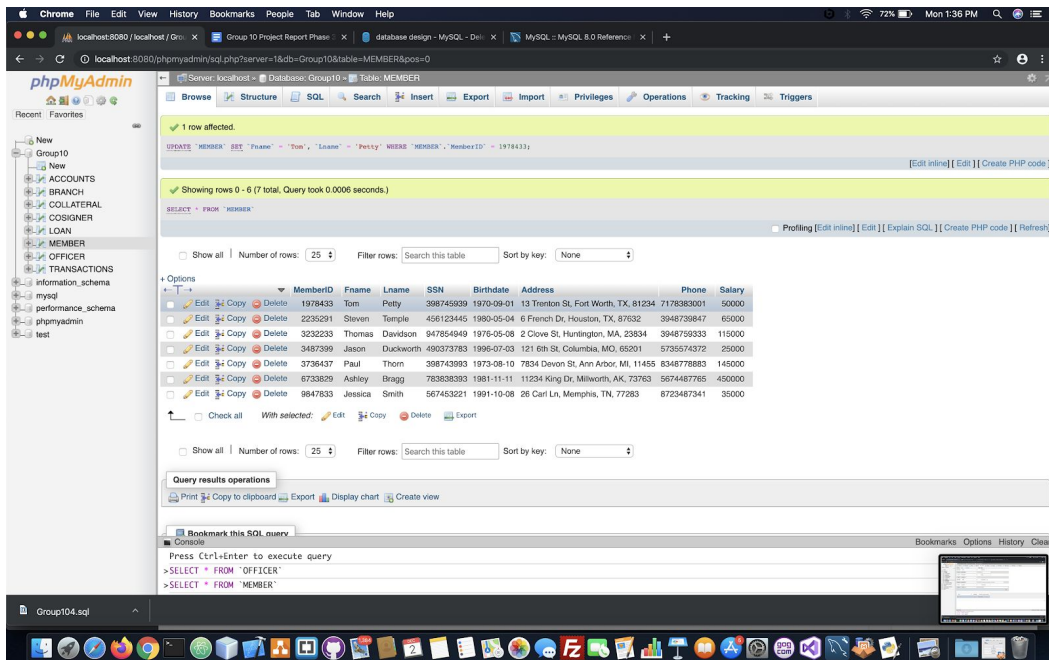 Chrome File Edit View History Bookmarks People Tab Window Help 72% Mon 1:36 PM
localhost:8080 / localhost / Gro Group 10 Project Report Phase database design - MySQL - Del MySQL :: MySQL 8.0 Reference
localhost:8080/phpmyadmin/sql.php?server=1&db=Group10&table=MEMBER&pos=0
phpMyAdmin
Recent Favorites
New
Group10
New
ACCOUNTS
BRANCH
COLLATERAL
COSIGNER
LOAN
MEMBER
OFFICER
TRANSACTIONS
information_schema
mysql
performance_schema
phpmyadmin
test
Server: localhost » Database: Group10 » Table: MEMBER
Browse Structure SQL Search Insert Export Import Privileges Operations Tracking Triggers
1 row affected.
UPDATE `MEMBER` SET `Fname` = 'Tom', `Lname` = 'Petty' WHERE `MEMBER`.`MemberID` = 1978433;
[Edit inline] [ Edit ] [ Create PHP code ]
Showing rows 0 - 6 (7 total, Query took 0.0006 seconds.)
SELECT * FROM `MEMBER`
Profiling [Edit inline] [ Edit ] [ Explain SQL ] [ Create PHP code ] [ Refresh]
Show all | Number of rows: 25 Filter rows: Search this table Sort by key: None
+ Options
←T→ MemberID Fname Lname SSN Birthdate Address Phone Salary
Edit Copy Delete 1978433 Tom Petty 398745939 1970-09-01 13 Trenton St, Fort Worth, TX, 81234 7178383001 50000
Edit Copy Delete 2235291 Steven Temple 456123445 1980-05-04 6 French Dr, Houston, TX, 87632 3948739847 65000
Edit Copy Delete 3232233 Thomas Davidson 947854949 1976-05-08 2 Clove St, Huntington, MA, 23834 3948759333 115000
Edit Copy Delete 3487399 Jason Duckworth 490373783 1996-07-03 121 6th St, Columbia, MO, 65201 5735574372 25000
Edit Copy Delete 3736437 Paul Thorn 398743993 1973-08-10 7834 Devon St, Ann Arbor, MI, 11455 8348778883 145000
Edit Copy Delete 6733829 Ashley Bragg 783838393 1981-11-11 11234 King Dr, Millworth, AK, 73763 5674487765 450000
Edit Copy Delete 9847833 Jessica Smith 567453221 1991-10-08 26 Carl Ln, Memphis, TN, 77283 8723487341 35000
Check all With selected: Edit Copy Delete Export
Show all | Number of rows: 25 Filter rows: Search this table Sort by key: None
Query results operations
Print Copy to clipboard Export Display chart Create view
Bookmark this SQL query
Console Bookmarks Options History Clear
Press Ctrl+Enter to execute query
>SELECT * FROM `OFFICER`
>SELECT * FROM `MEMBER`
Group104.sql